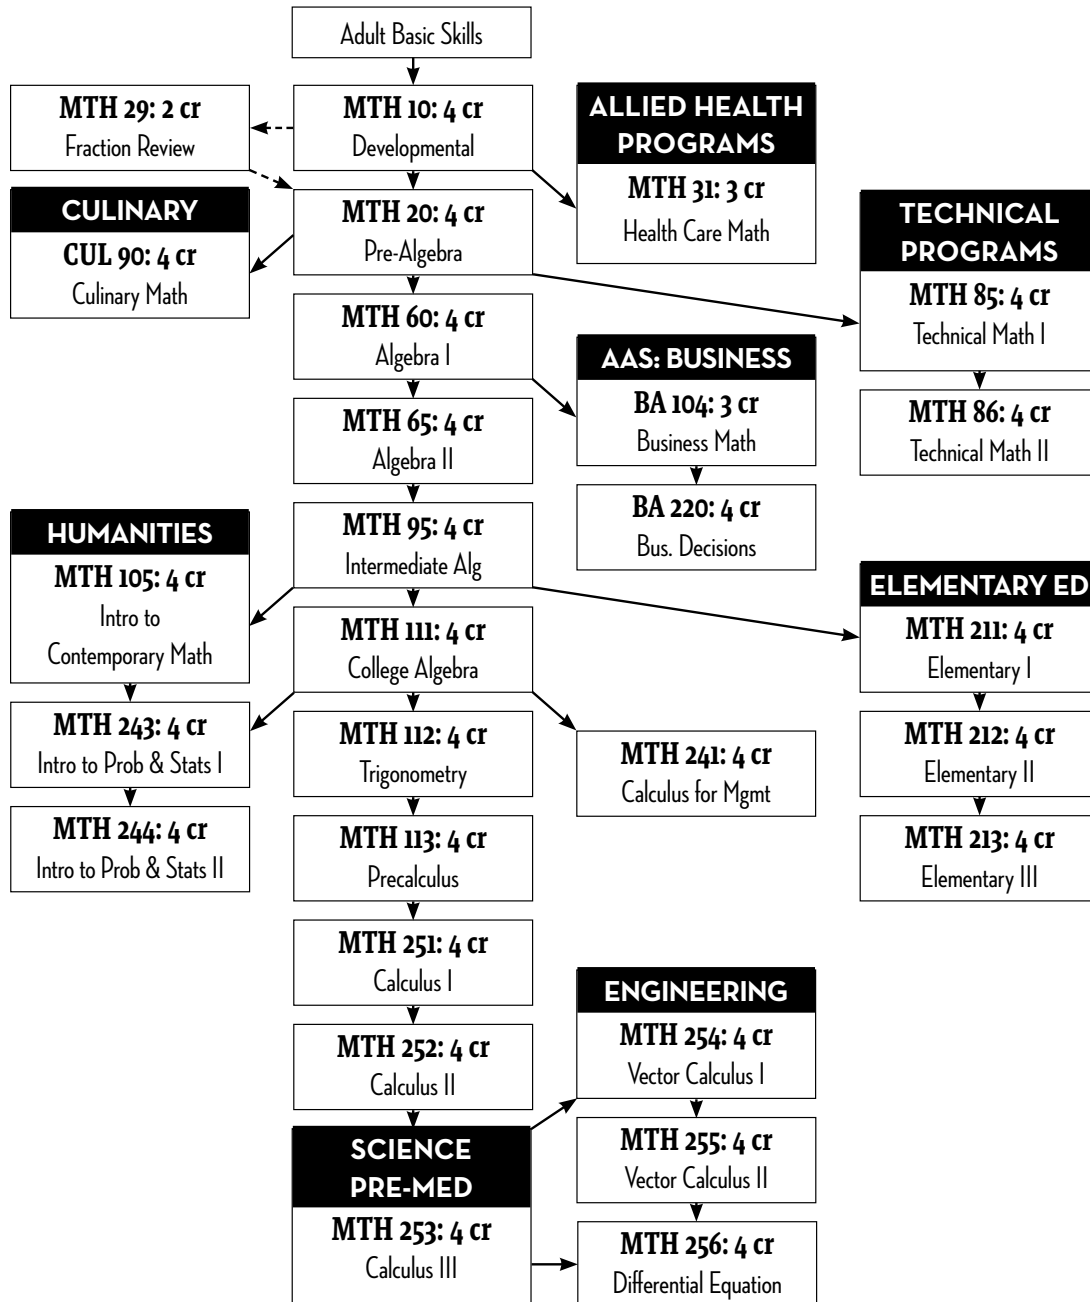 Adult Basic Skills
MTH 29: 2 cr
Fraction Review
MTH 10: 4 cr
Developmental
ALLIED HEALTH
PROGRAMS
MTH 31: 3 cr
Health Care Math
CULINARY
CUL 90: 4 cr
Culinary Math
MTH 20: 4 cr
Pre-Algebra
TECHNICAL
PROGRAMS
MTH 85: 4 cr
Technical Math I
MTH 86: 4 cr
Technical Math II
MTH 60: 4 cr
Algebra I
AAS: BUSINESS
BA 104: 3 cr
Business Math
BA 220: 4 cr
Bus. Decisions
MTH 65: 4 cr
Algebra II
MTH 95: 4 cr
Intermediate Alg
HUMANITIES
MTH 105: 4 cr
Intro to
Contemporary Math
MTH 243: 4 cr
Intro to Prob & Stats I
MTH 244: 4 cr
Intro to Prob & Stats II
MTH 111: 4 cr
College Algebra
ELEMENTARY ED
MTH 211: 4 cr
Elementary I
MTH 212: 4 cr
Elementary II
MTH 213: 4 cr
Elementary III
MTH 112: 4 cr
Trigonometry
MTH 241: 4 cr
Calculus for Mgmt
MTH 113: 4 cr
Precalculus
MTH 251: 4 cr
Calculus I
MTH 252: 4 cr
Calculus II
SCIENCE
PRE-MED
MTH 253: 4 cr
Calculus III
ENGINEERING
MTH 254: 4 cr
Vector Calculus I
MTH 255: 4 cr
Vector Calculus II
MTH 256: 4 cr
Differential Equation